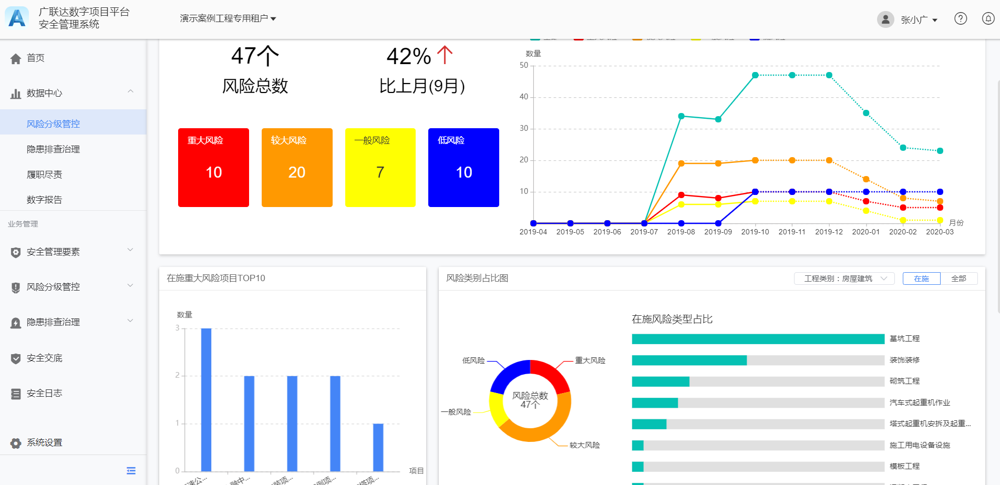 广联达数字项目平台
安全管理系统
演示案例工程专用租户
张小广
首页
数据中心
风险分级管控
隐患排查治理
履职尽责
数字报告
业务管理
安全管理要素
风险分级管控
隐患排查治理
安全交底
安全日志
系统设置
47个
风险总数
42%
比上月(9月)
重大风险
10
较大风险
20
一般风险
7
低风险
10
数量
50
40
30
20
10
月份
2019-04 2019-05 2019-06 2019-07 2019-08 2019-09 2019-10 2019-11 2019-12 2020-01 2020-02 2020-03
在施重大风险项目TOP10
数量
3
2
1
0
项目
速公...
融中...
装项...
例项...
塔项...
风险类别占比图
工程类别：房屋建筑
在施
全部
低风险
重大风险
风险总数
47个
一般风险
较大风险
在施风险类型占比
基坑工程
装饰装修
砌筑工程
汽车式起重机作业
塔式起重机安拆及起重...
施工用电设备设施
模板工程